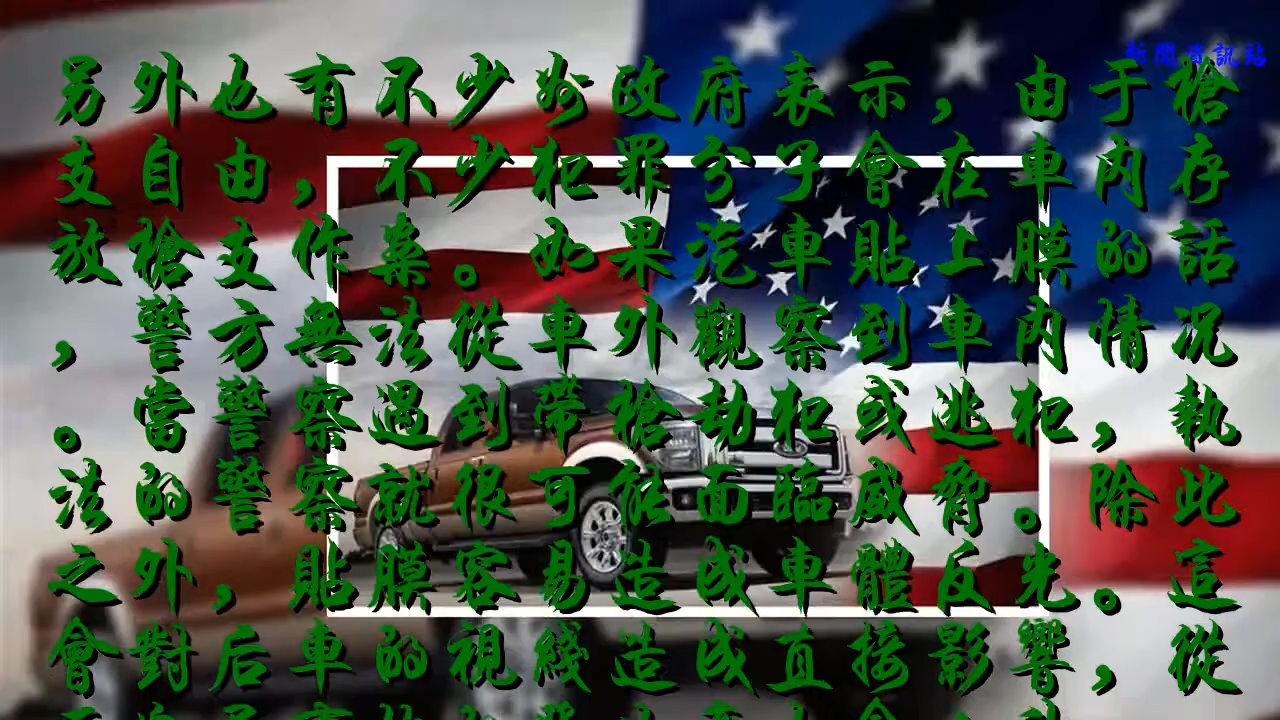 新聞資訊站
另外也有不少州政府表示，由于槍
支自由，不少犯罪分子會在車內存
放槍支作案。如果汽車貼上膜的話
，警方無法從車外觀察到車內情况
。當警察遇到帶槍劫犯或逃犯，執
法的警察就很可能面臨威脅。除此
之外，貼膜容易造成車體反光。這
會對后車的視綫造成直接影響，從